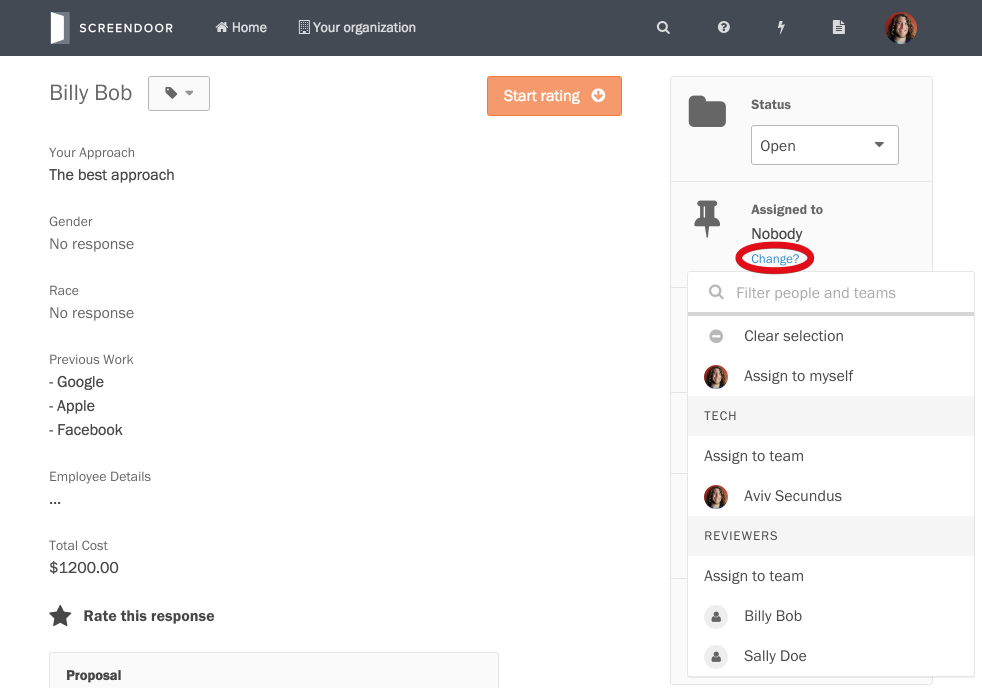 SCREENDOOR
Home
Your organization
Billy Bob
Start rating
Your Approach
The best approach
Gender
No response
Race
No response
Previous Work
- Google
- Apple
- Facebook
Employee Details
...
Total Cost
$1200.00
Rate this response
Proposal
Status
Open
Assigned to
Nobody
Change?
Filter people and teams
Clear selection
Assign to myself
TECH
Assign to team
Aviv Secundus
REVIEWERS
Assign to team
Billy Bob
Sally Doe